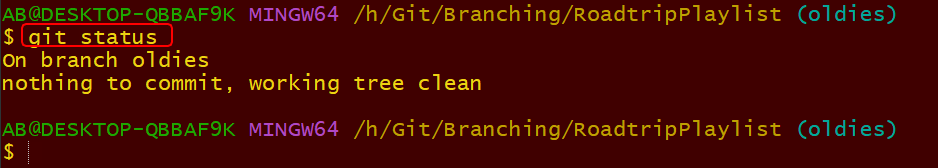 AB@DESKTOP-QBBAF9K MINGW64 /h/Git/Branching/RoadtripPlaylist (oldies)
$ git status
On branch oldies
nothing to commit, working tree clean
AB@DESKTOP-QBBAF9K MINGW64 /h/Git/Branching/RoadtripPlaylist (oldies)
$